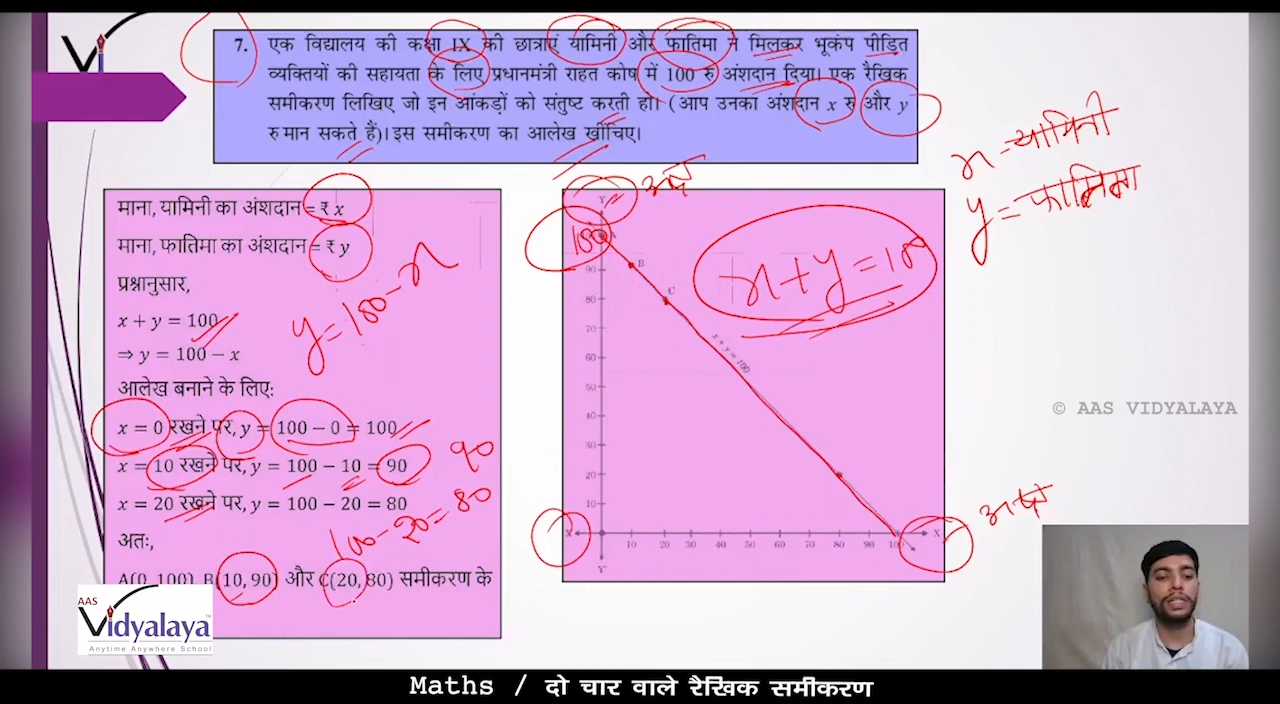 7. एक विद्यालय की कक्षा IX की छात्राएं यामिनी और फातिमा ने मिलकर भूकंप पीड़ित
व्यक्तियों की सहायता के लिए प्रधानमंत्री राहत कोष में 100 रु अंशदान दिया। एक रैखिक
समीकरण लिखिए जो इन आंकड़ों को संतुष्ट करती हो। (आप उनका अंशदान x रु और y
रु मान सकते हैं)। इस समीकरण का आलेख खींचिए।
x = यामिनी
y = फातिमा
माना, यामिनी का अंशदान = ₹ x
माना, फातिमा का अंशदान = ₹ y
प्रश्नानुसार,
x + y = 100
⇒ y = 100 − x
y = 100 - x
आलेख बनाने के लिए:
x = 0 रखने पर, y = 100 − 0 = 100
x = 10 रखने पर, y = 100 − 10 = 90
90
x = 20 रखने पर, y = 100 − 20 = 80
100 - 20 = 80
अतः,
A(0, 100), B(10, 90) और C(20, 80) समीकरण के
Y
अक्ष
100
x + y = 100
B
90
C
80
70
x + y = 100
60
50
40
30
20
10
X' 10 20 30 40 50 60 70 80 90 100 X
अक्ष
Y'
© AAS VIDYALAYA
AAS
Vidyalaya
Anytime Anywhere School
Maths / दो चार वाले रैखिक समीकरण